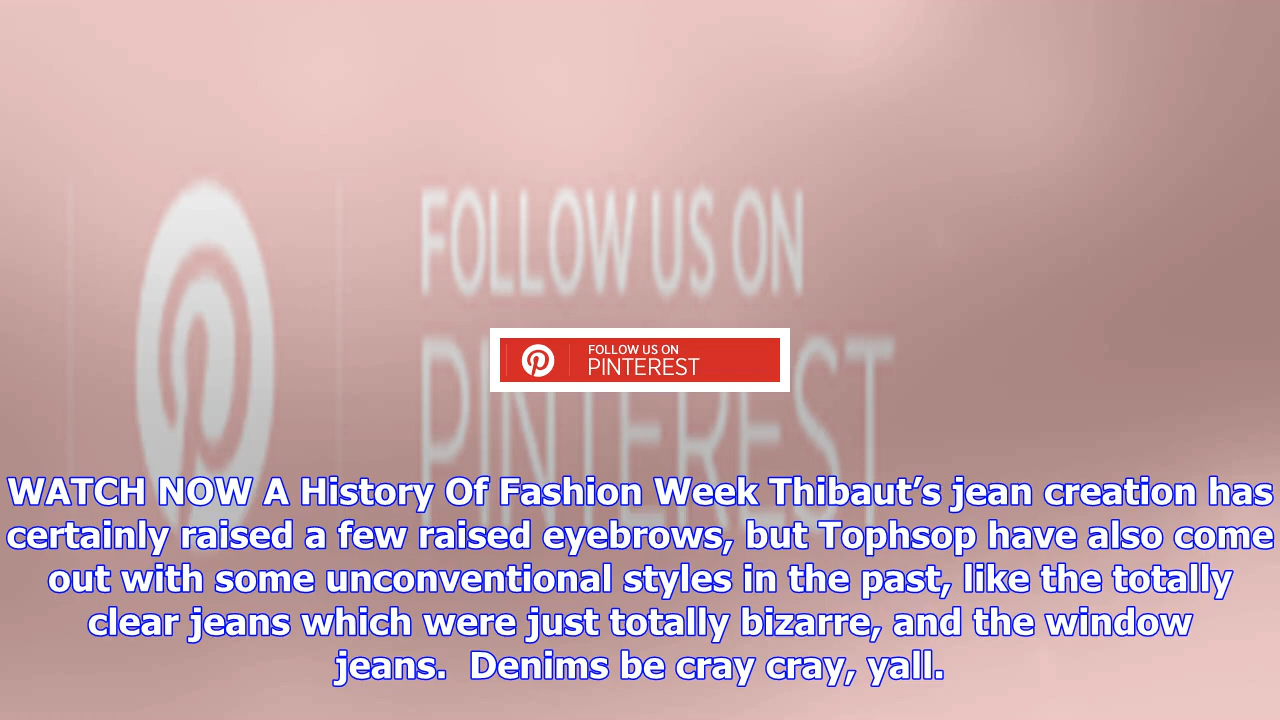 FOLLOW US ON
PINTEREST
FOLLOW US ON
PINTEREST
WATCH NOW A History Of Fashion Week Thibaut’s jean creation has
certainly raised a few raised eyebrows, but Tophsop have also come
out with some unconventional styles in the past, like the totally
clear jeans which were just totally bizarre, and the window
jeans.  Denims be cray cray, yall.